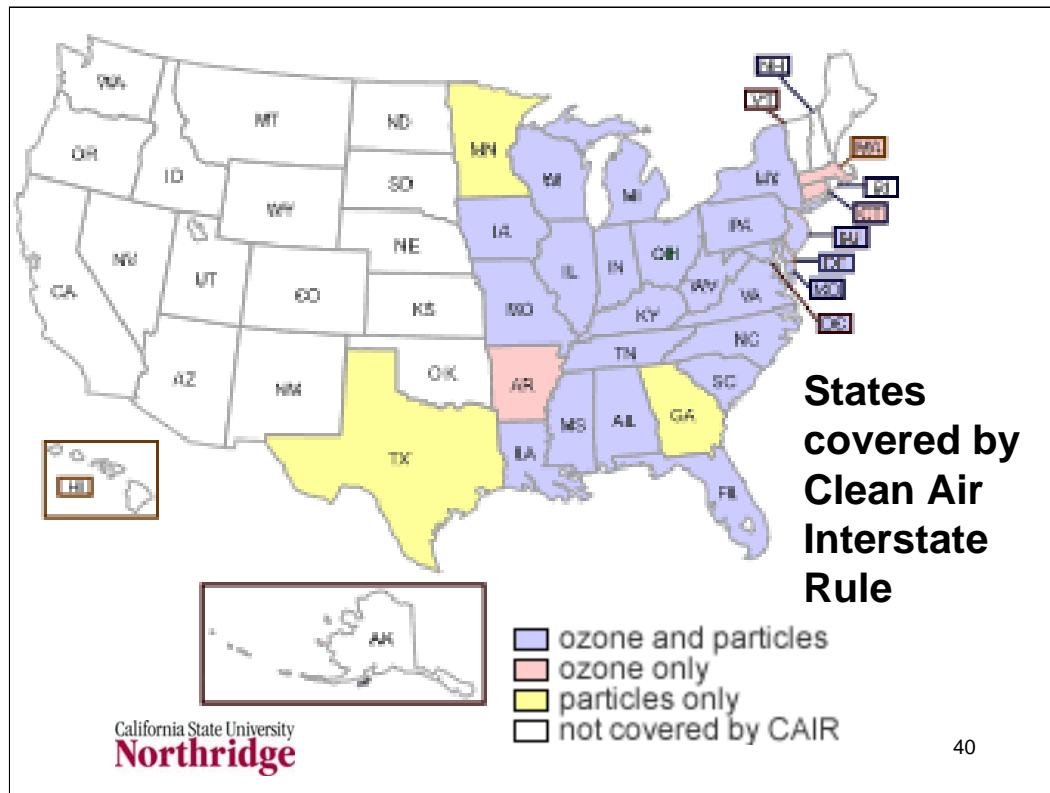 WA
MT
ND
MN
OR
ID
SD
WI
MI
NY
NH
VT
MA
RI
CT
NJ
DE
MD
DC
WY
IA
PA
NE
NV
UT
CO
IL
IN
OH
WV
VA
CA
KS
MO
KY
NC
TN
AZ
NM
OK
AR
SC
MS
AL
GA
TX
LA
FL
HI
AK
States
covered by
Clean Air
Interstate
Rule
ozone and particles
ozone only
particles only
not covered by CAIR
California State University
Northridge
40